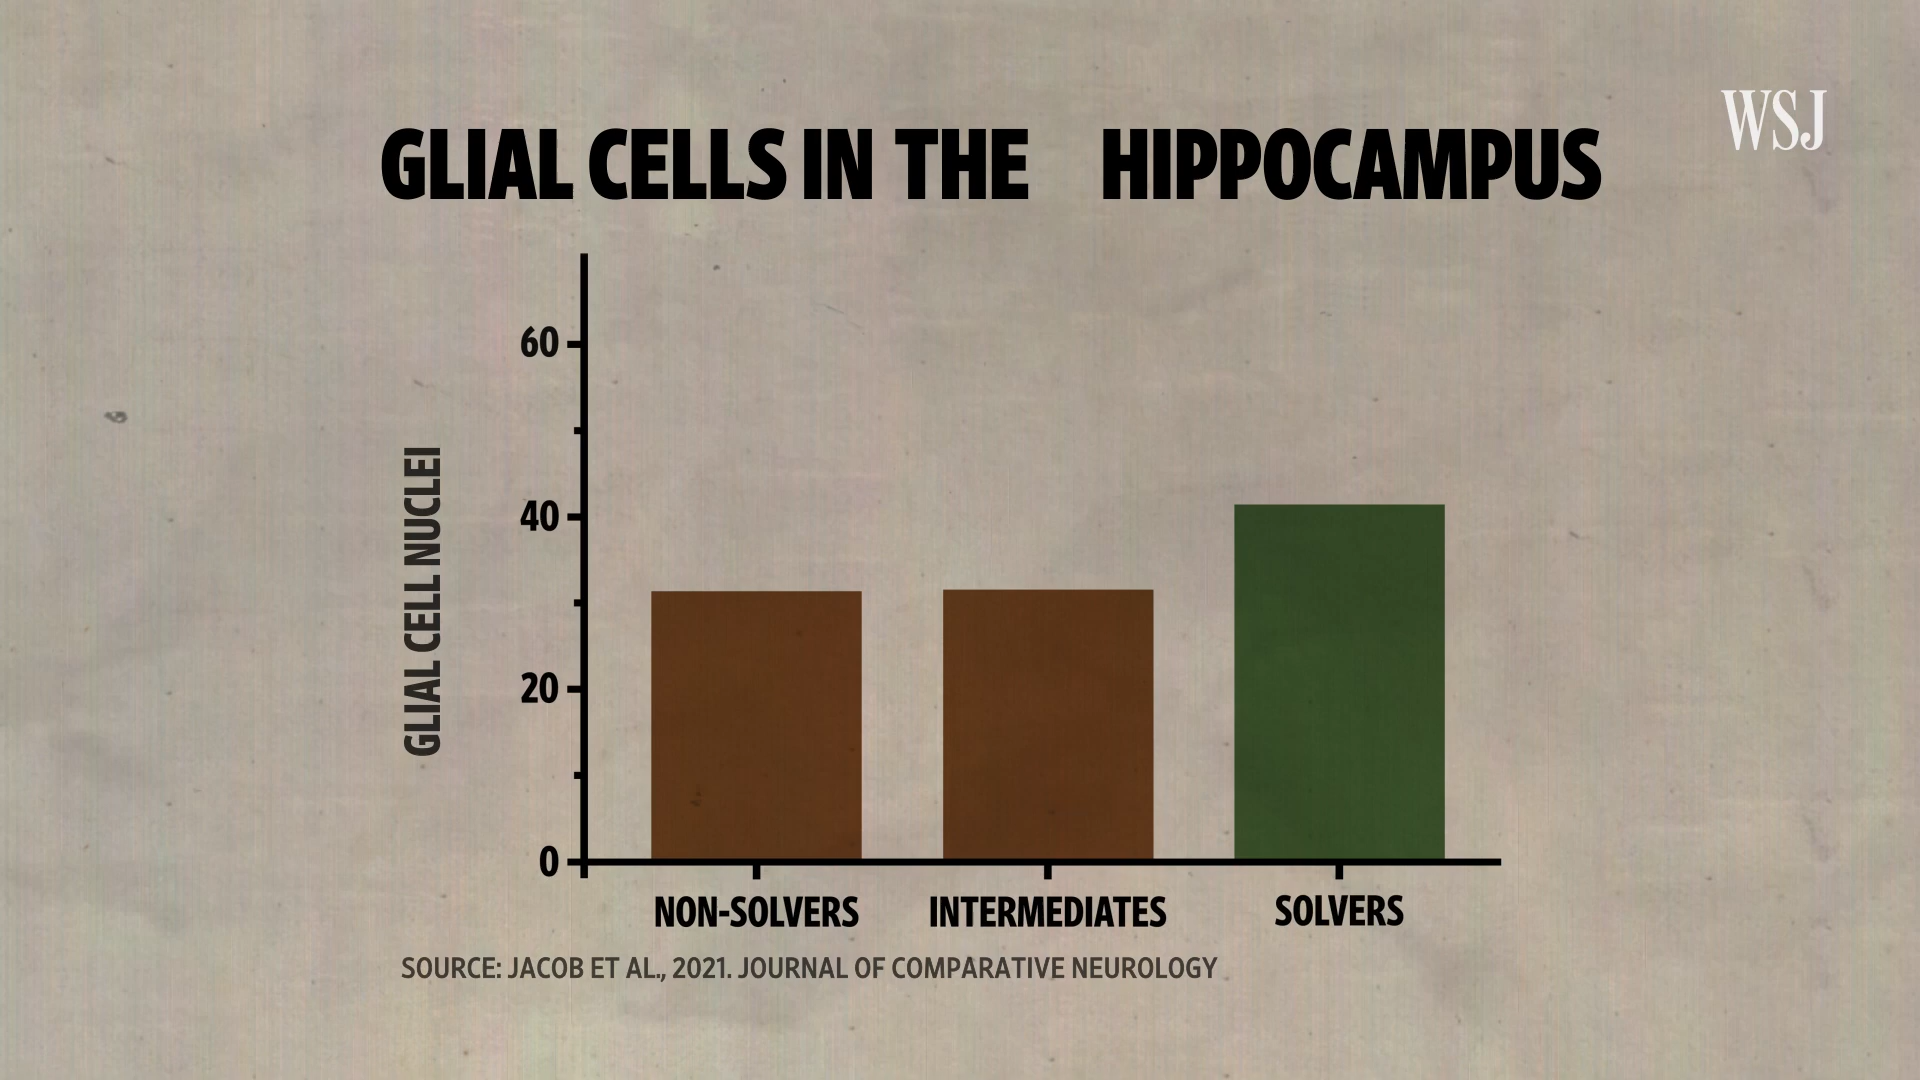 WSJ
GLIAL CELLS IN THE HIPPOCAMPUS
60
40
20
0
GLIAL CELL NUCLEI
NON-SOLVERS
INTERMEDIATES
SOLVERS
SOURCE: JACOB ET AL., 2021. JOURNAL OF COMPARATIVE NEUROLOGY